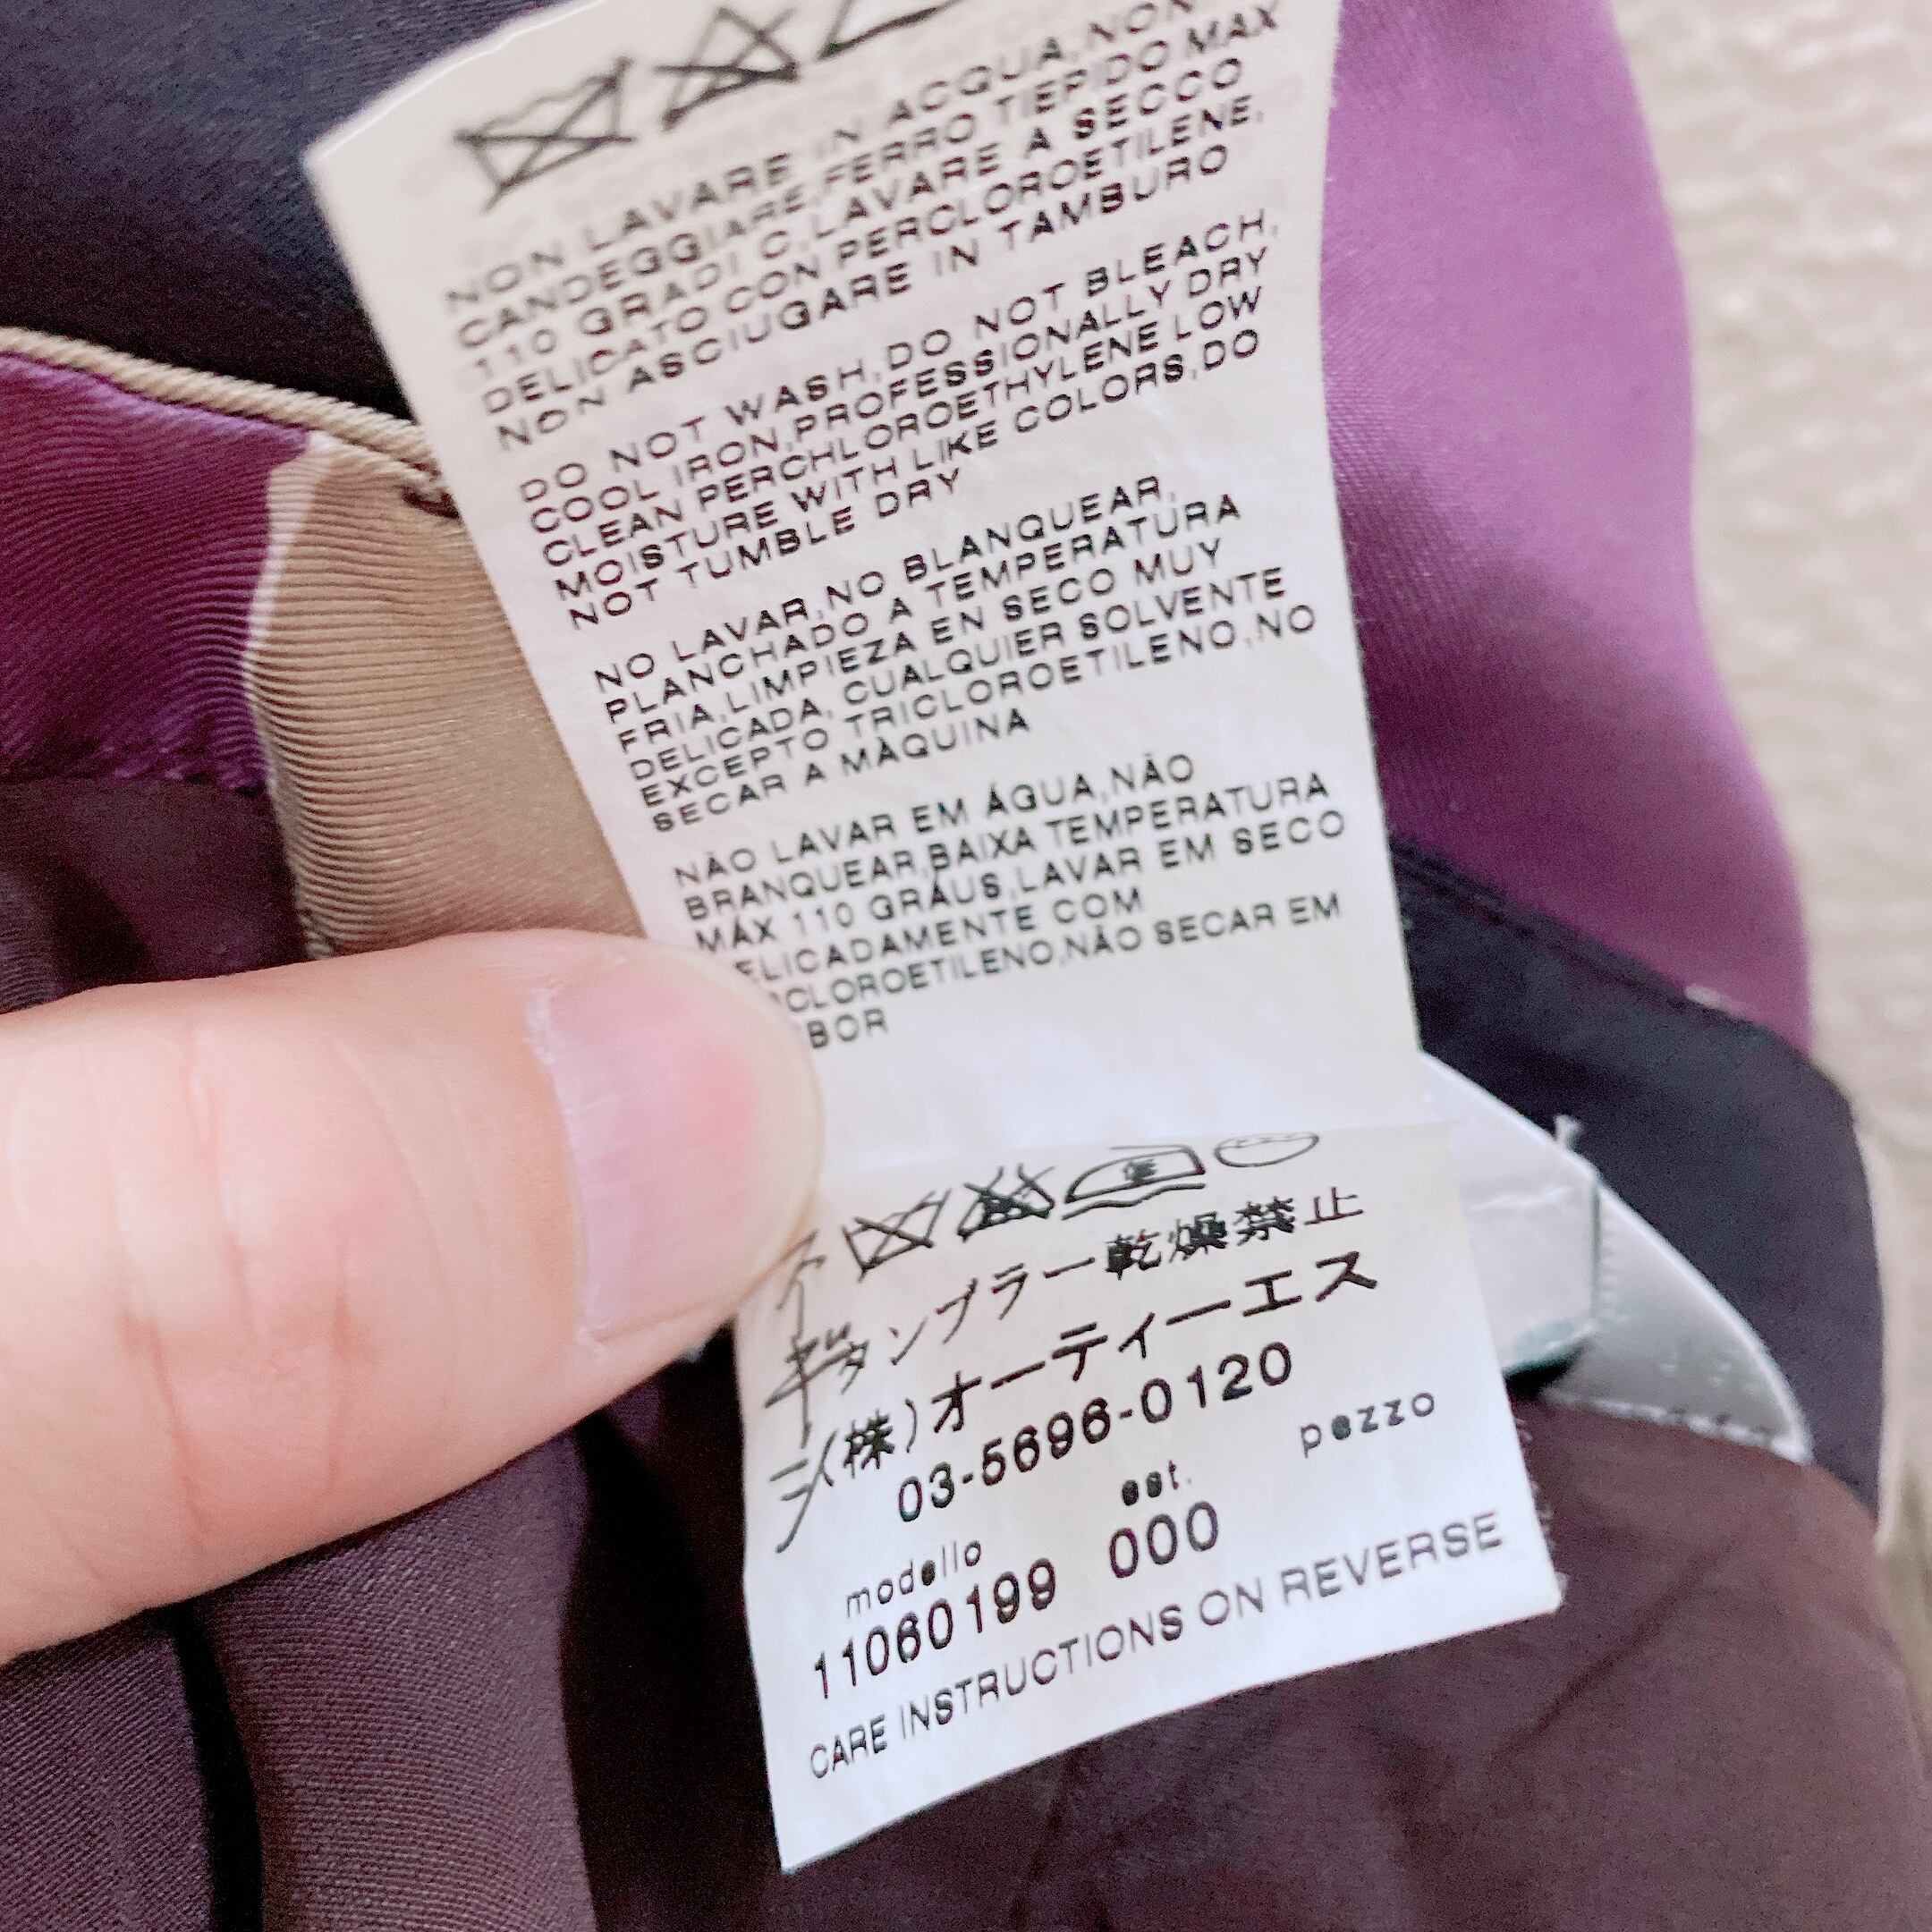 NON LAVARE IN ACQUA,NON
CANDEGGIARE,FERRO TIEPIDO MAX
110 GRADI C,LAVARE A SECCO
DELICATO CON PERCLOROETILENE,
NON ASCIUGARE IN TAMBURO
DO NOT WASH,DO NOT BLEACH,
COOL IRON,PROFESSIONALLY DRY
CLEAN PERCHLOROETHYLENE LOW
MOISTURE WITH LIKE COLORS,DO
NOT TUMBLE DRY
NO LAVAR,NO BLANQUEAR,
PLANCHADO A TEMPERATURA
FRIA,LIMPIEZA EN SECO MUY
DELICADA, CUALQUIER SOLVENTE
EXCEPTO TRICLOROETILENO,NO
SECAR A MÀQUINA
NÃO LAVAR EM ÁGUA,NÃO
BRANQUEAR,BAIXA TEMPERATURA
MÁX 110 GRÁUS,LAVAR EM SECO
ELICADAMENTE COM
CLOROETILENO,NÃO SECAR EM
BOR
タンブラー乾燥禁止
(株)オーティーエス
03-5696-0120
modello est. pezzo
11060199 000
CARE INSTRUCTIONS ON REVERSE